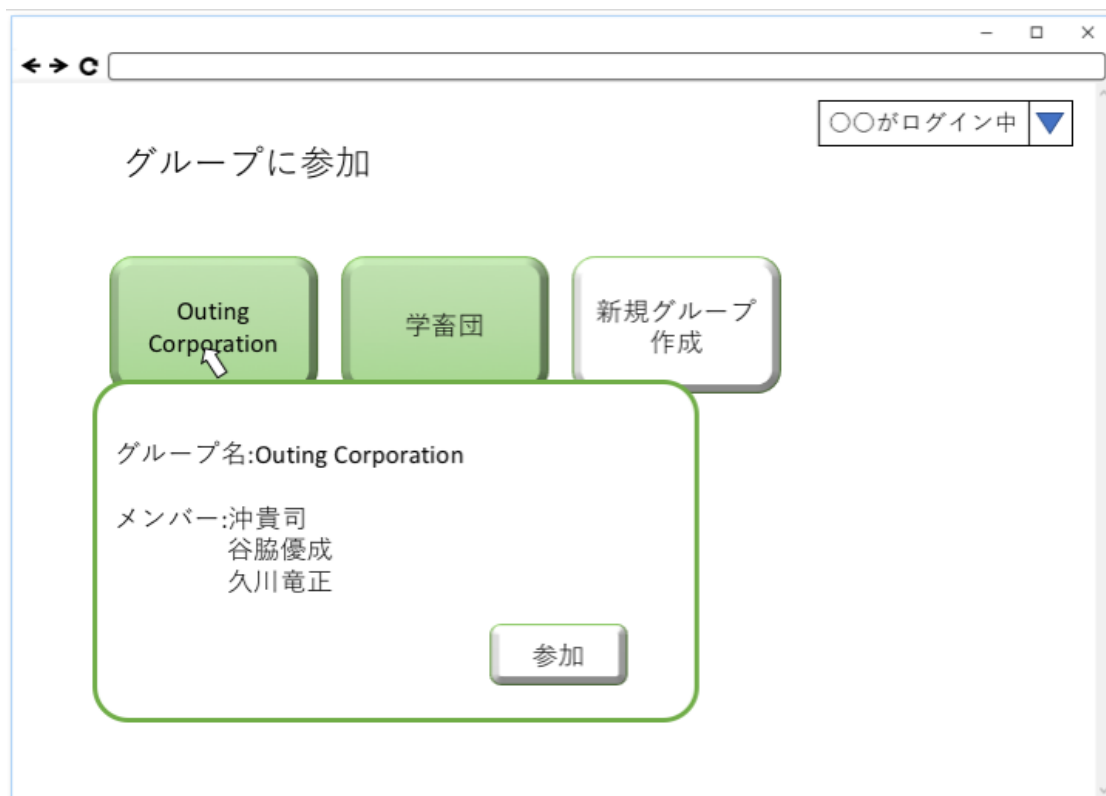 ○○がログイン中
グループに参加
Outing
Corporation
学畜団
新規グループ
作成
グループ名:Outing Corporation
メンバー:沖貴司
谷脇優成
久川竜正
参加